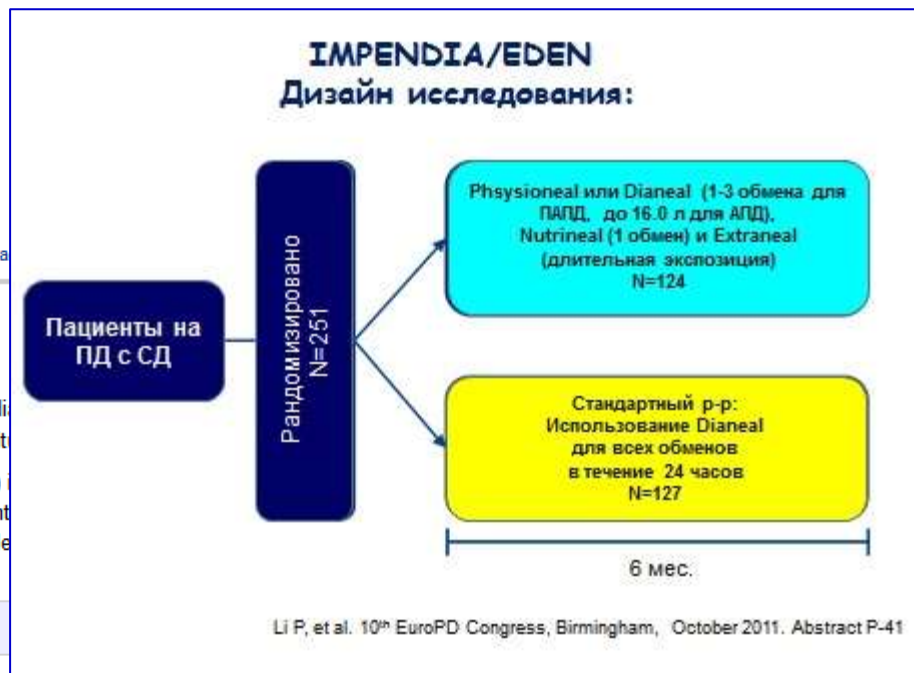 IMPENDIA/EDEN
Дизайн исследования:
Пациенты на
ПД с СД
Рандомизировано
N=251
Phsysioneal или Dianeal (1-3 обмена для
ПАПД, до 16.0 л для АПД),
Nutrineal (1 обмен) и Extraneal
(длительная экспозиция)
N=124
Стандартный р-р:
Использование Dianeal
для всех обменов
в течение 24 часов
N=127
6 мес.
Li P, et al. 10th EuroPD Congress, Birmingham, October 2011. Abstract P-41